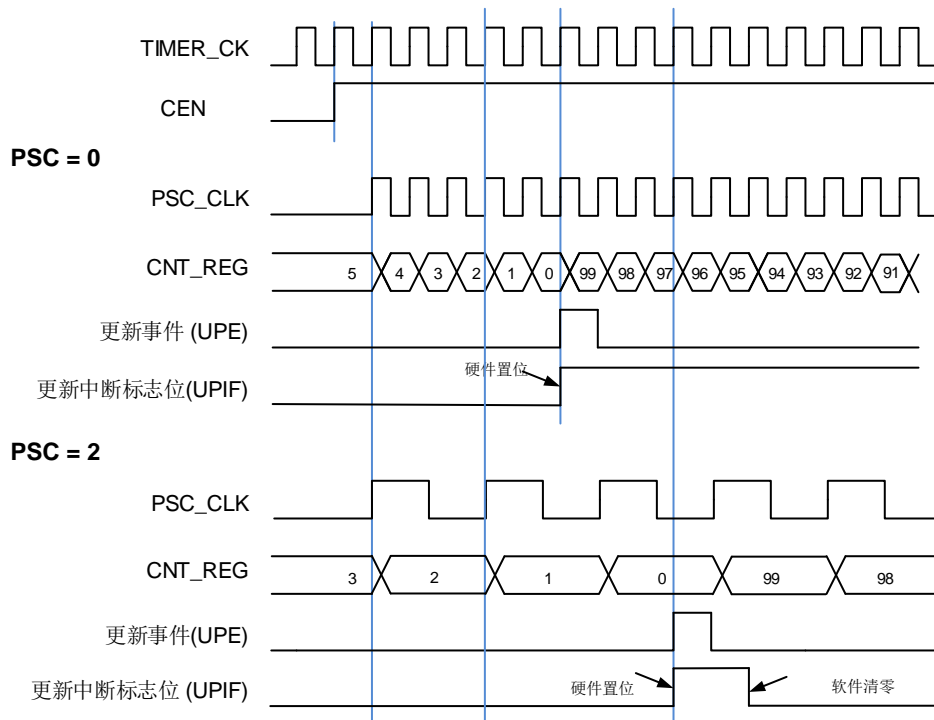 TIMER_CK
CEN
PSC = 0
PSC_CLK
CNT_REG 5 4 3 2 1 0 99 98 97 96 95 94 93 92 91
更新事件 (UPE)
硬件置位
更新中断标志位(UPIF)
PSC = 2
PSC_CLK
CNT_REG 3 2 1 0 99 98
更新事件(UPE)
更新中断标志位 (UPIF) 硬件置位 软件清零